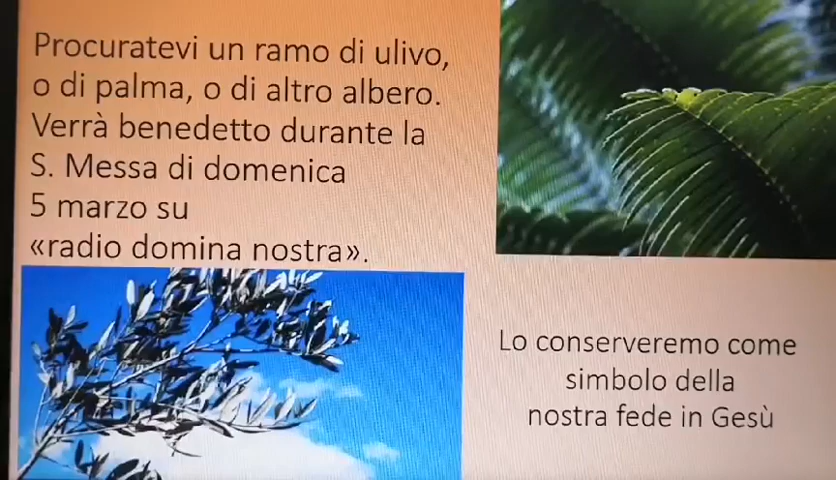 Procuratevi un ramo di ulivo,
o di palma, o di altro albero.
Verrà benedetto durante la
S. Messa di domenica
5 marzo su
«radio domina nostra».
Lo conserveremo come
simbolo della
nostra fede in Gesù